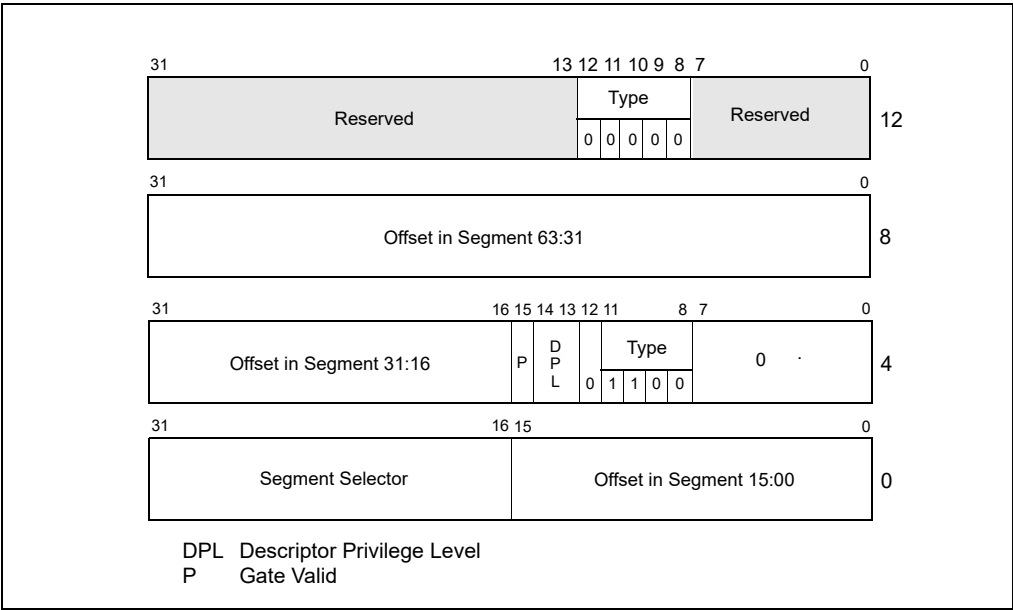 31 13 12 11 10 9 8 7 0
Reserved Type Reserved 12
0 0 0 0 0
31 0
Offset in Segment 63:31 8
31 16 15 14 13 12 11 8 7 0
Offset in Segment 31:16 P DPL Type 0 . 4
0 1 1 0 0
31 16 15 0
Segment Selector Offset in Segment 15:00 0
DPL Descriptor Privilege Level
P Gate Valid